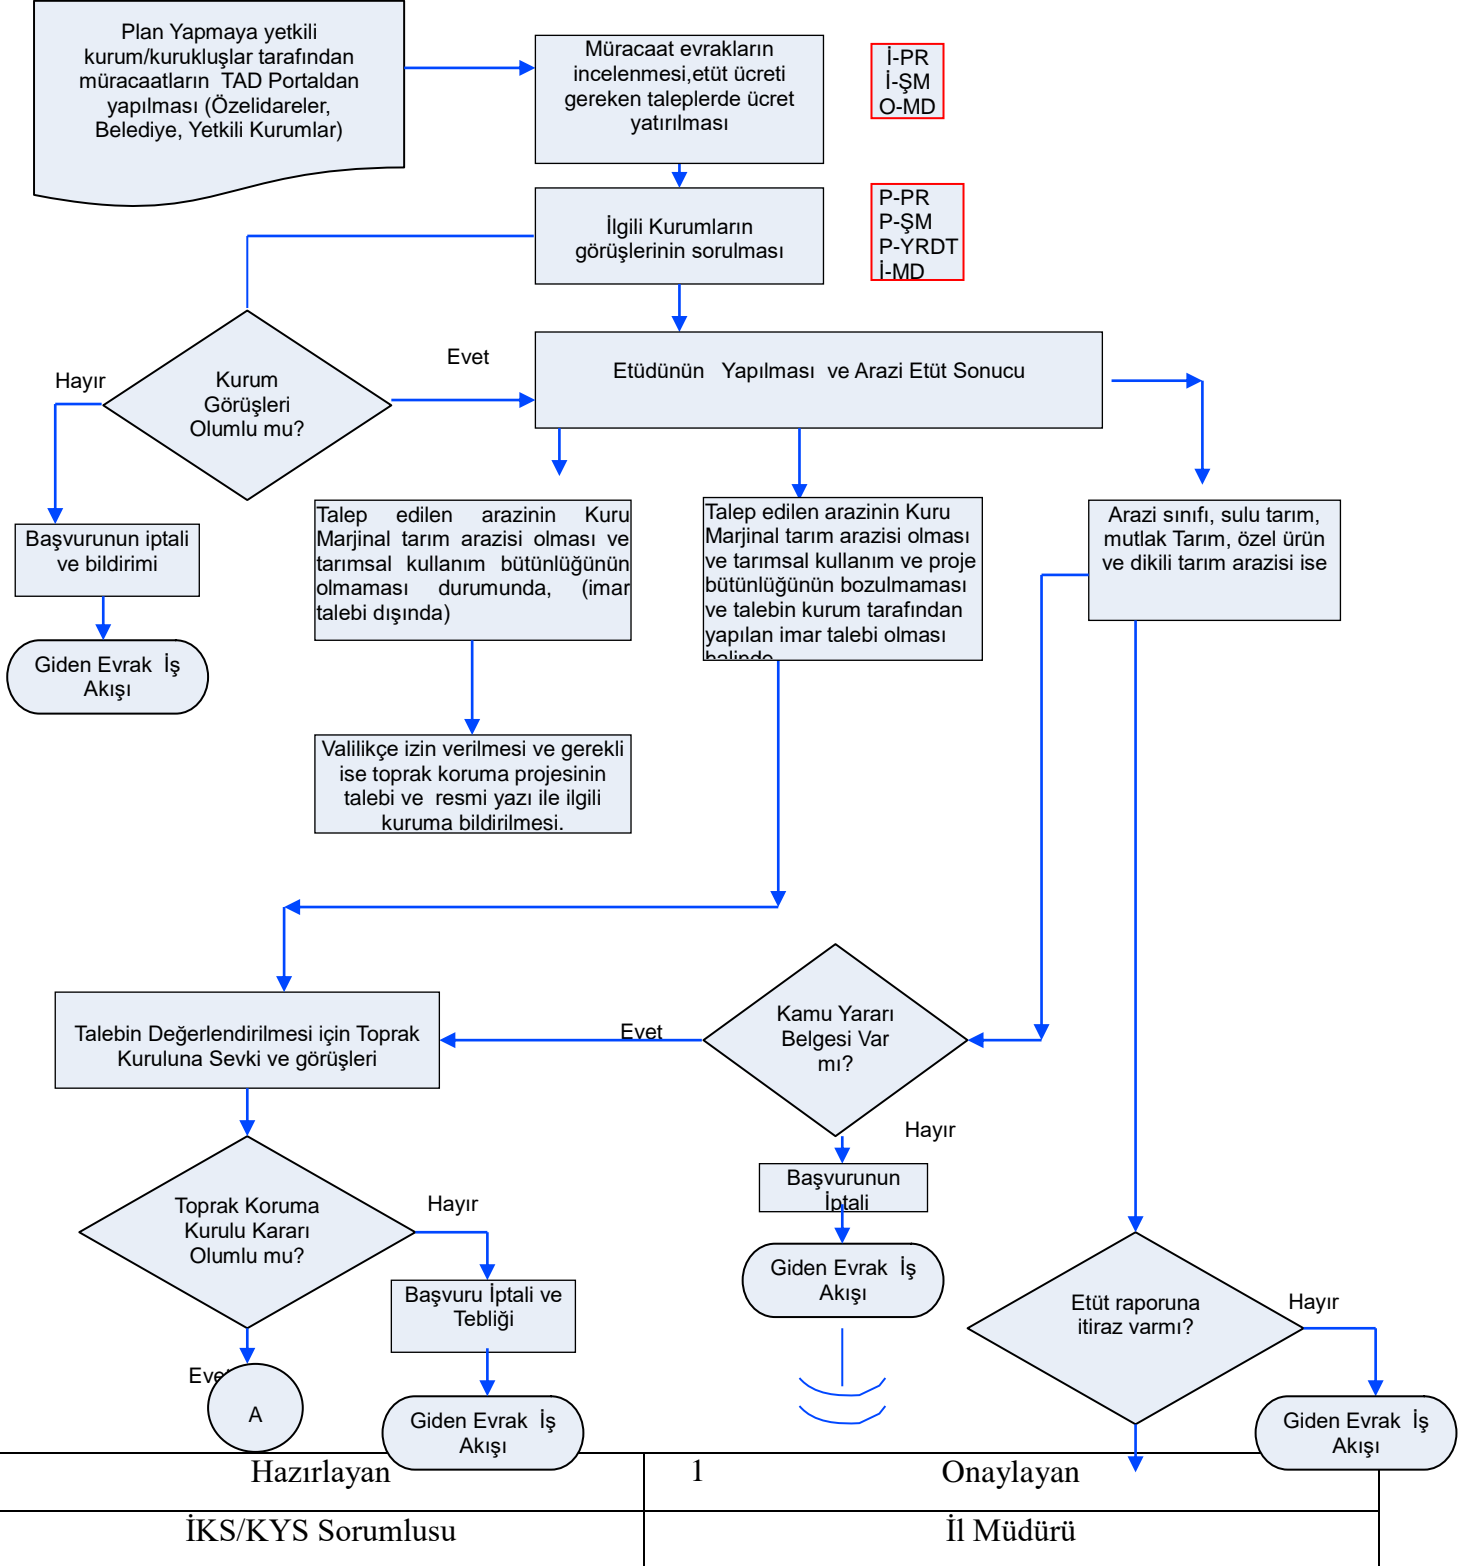 Plan Yapmaya yetkili
kurum/kurukluşlar tarafından
müracaatların TAD Portaldan
yapılması (Özelidareler,
Belediye, Yetkili Kurumlar)
Müracaat evrakların
incelenmesi,etüt ücreti
gereken taleplerde ücret
yatırılması
İ-PR
İ-ŞM
O-MD
İlgili Kurumların
görüşlerinin sorulması
P-PR
P-ŞM
P-YRDT
İ-MD
Hayır
Kurum
Görüşleri
Olumlu mu?
Evet
Etüdünün Yapılması ve Arazi Etüt Sonucu
Başvurunun iptali
ve bildirimi
Giden Evrak İş
Akışı
Talep edilen arazinin Kuru
Marjinal tarım arazisi olması ve
tarımsal kullanım bütünlüğünün
olmaması durumunda, (imar
talebi dışında)
Talep edilen arazinin Kuru
Marjinal tarım arazisi olması
ve tarımsal kullanım ve proje
bütünlüğünün bozulmaması
ve talebin kurum tarafından
yapılan imar talebi olması
halinde
Arazi sınıfı, sulu tarım,
mutlak Tarım, özel ürün
ve dikili tarım arazisi ise
Valilikçe izin verilmesi ve gerekli
ise toprak koruma projesinin
talebi ve resmi yazı ile ilgili
kuruma bildirilmesi.
Talebin Değerlendirilmesi için Toprak
Kuruluna Sevki ve görüşleri
Evet
Kamu Yararı
Belgesi Var
mı?
Hayır
Başvurunun
İptali
Giden Evrak İş
Akışı
Toprak Koruma
Kurulu Kararı
Olumlu mu?
Hayır
Başvuru İptali ve
Tebliği
Giden Evrak İş
Akışı
Evet
A
Etüt raporuna
itiraz varmı?
Hayır
Giden Evrak İş
Akışı
Hazırlayan
1
Onaylayan
İKS/KYS Sorumlusu
İl Müdürü